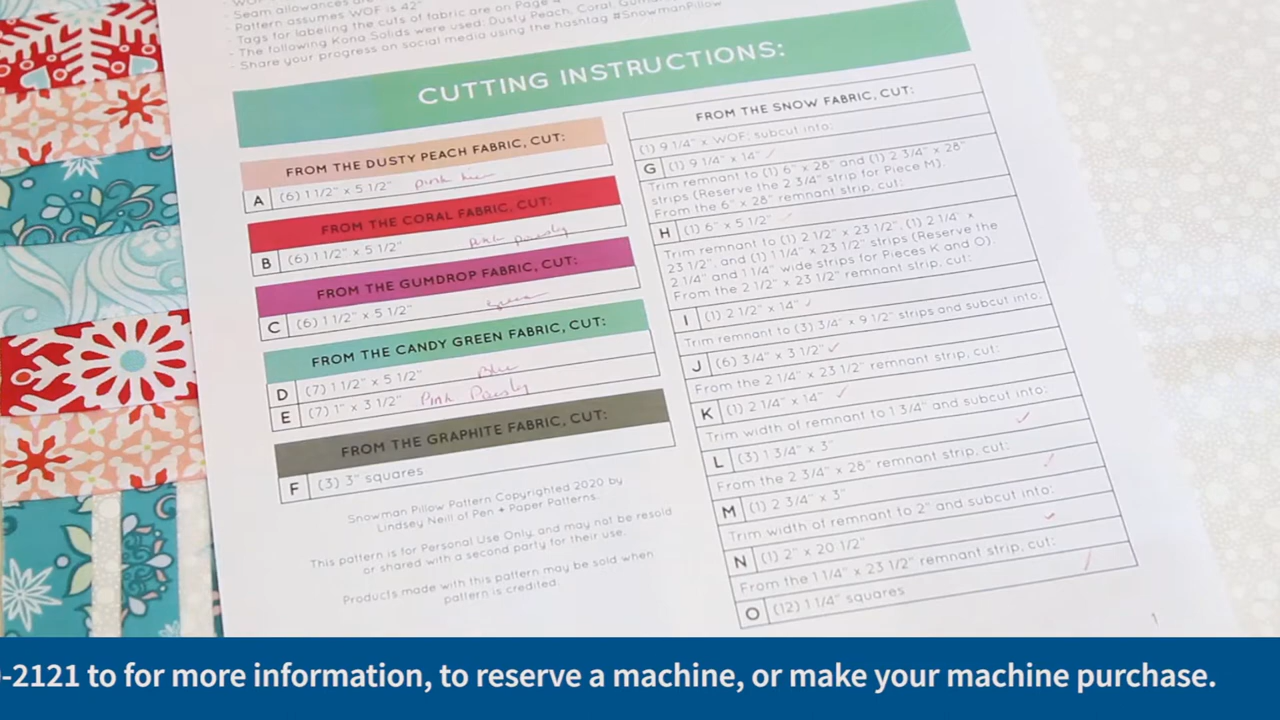 Seam allowances are
- Pattern assumes WOF is 42"
- Tags for labeling the cuts of fabric are on Page 4
- The following Kona Solids were used: Dusty Peach, Coral, Gumdrop,
- Share your progress on social media using the hashtag #SnowmanPillow
CUTTING INSTRUCTIONS:
FROM THE DUSTY PEACH FABRIC, CUT:
A (6) 1 1/2" x 5 1/2" pink
FROM THE CORAL FABRIC, CUT:
B (6) 1 1/2" x 5 1/2" pink paisly
FROM THE GUMDROP FABRIC, CUT:
C (6) 1 1/2" x 5 1/2" green
FROM THE CANDY GREEN FABRIC, CUT:
D (7) 1 1/2" x 5 1/2" Blue
E (7) 1" x 3 1/2" Pink Paisly
FROM THE GRAPHITE FABRIC, CUT:
F (3) 3" squares
Snowman Pillow Pattern Copyrighted 2020 by
Lindsey Neill of Pen + Paper Patterns.
This pattern is for Personal Use Only, and may not be resold
or shared with a second party for their use.
Products made with this pattern may be sold when
pattern is credited.
FROM THE SNOW FABRIC, CUT:
(1) 9 1/4" x WOF; subcut into:
G (1) 9 1/4" x 14"
Trim remnant to (1) 6" x 28" and (1) 2 3/4" x 28"
strips (Reserve the 2 3/4" strip for Piece M).
From the 6" x 28" remnant strip, cut:
H (1) 6" x 5 1/2"
Trim remnant to (1) 2 1/2" x 23 1/2", (1) 2 1/4" x
23 1/2", and (1) 1 1/4" x 23 1/2" strips (Reserve the
2 1/4" and 1 1/4" wide strips for Pieces K and O).
From the 2 1/2" x 23 1/2" remnant strip, cut:
I (1) 2 1/2" x 14"
Trim remnant to (3) 3/4" x 9 1/2" strips and subcut into:
J (6) 3/4" x 3 1/2"
From the 2 1/4" x 23 1/2" remnant strip, cut:
K (1) 2 1/4" x 14"
Trim width of remnant to 1 3/4" and subcut into:
L (3) 1 3/4" x 3"
From the 2 3/4" x 28" remnant strip, cut:
M (1) 2 3/4" x 3"
Trim width of remnant to 2" and subcut into:
N (1) 2" x 20 1/2"
From the 1 1/4" x 23 1/2" remnant strip, cut:
O (12) 1 1/4" squares
1
-2121 to for more information, to reserve a machine, or make your machine purchase.